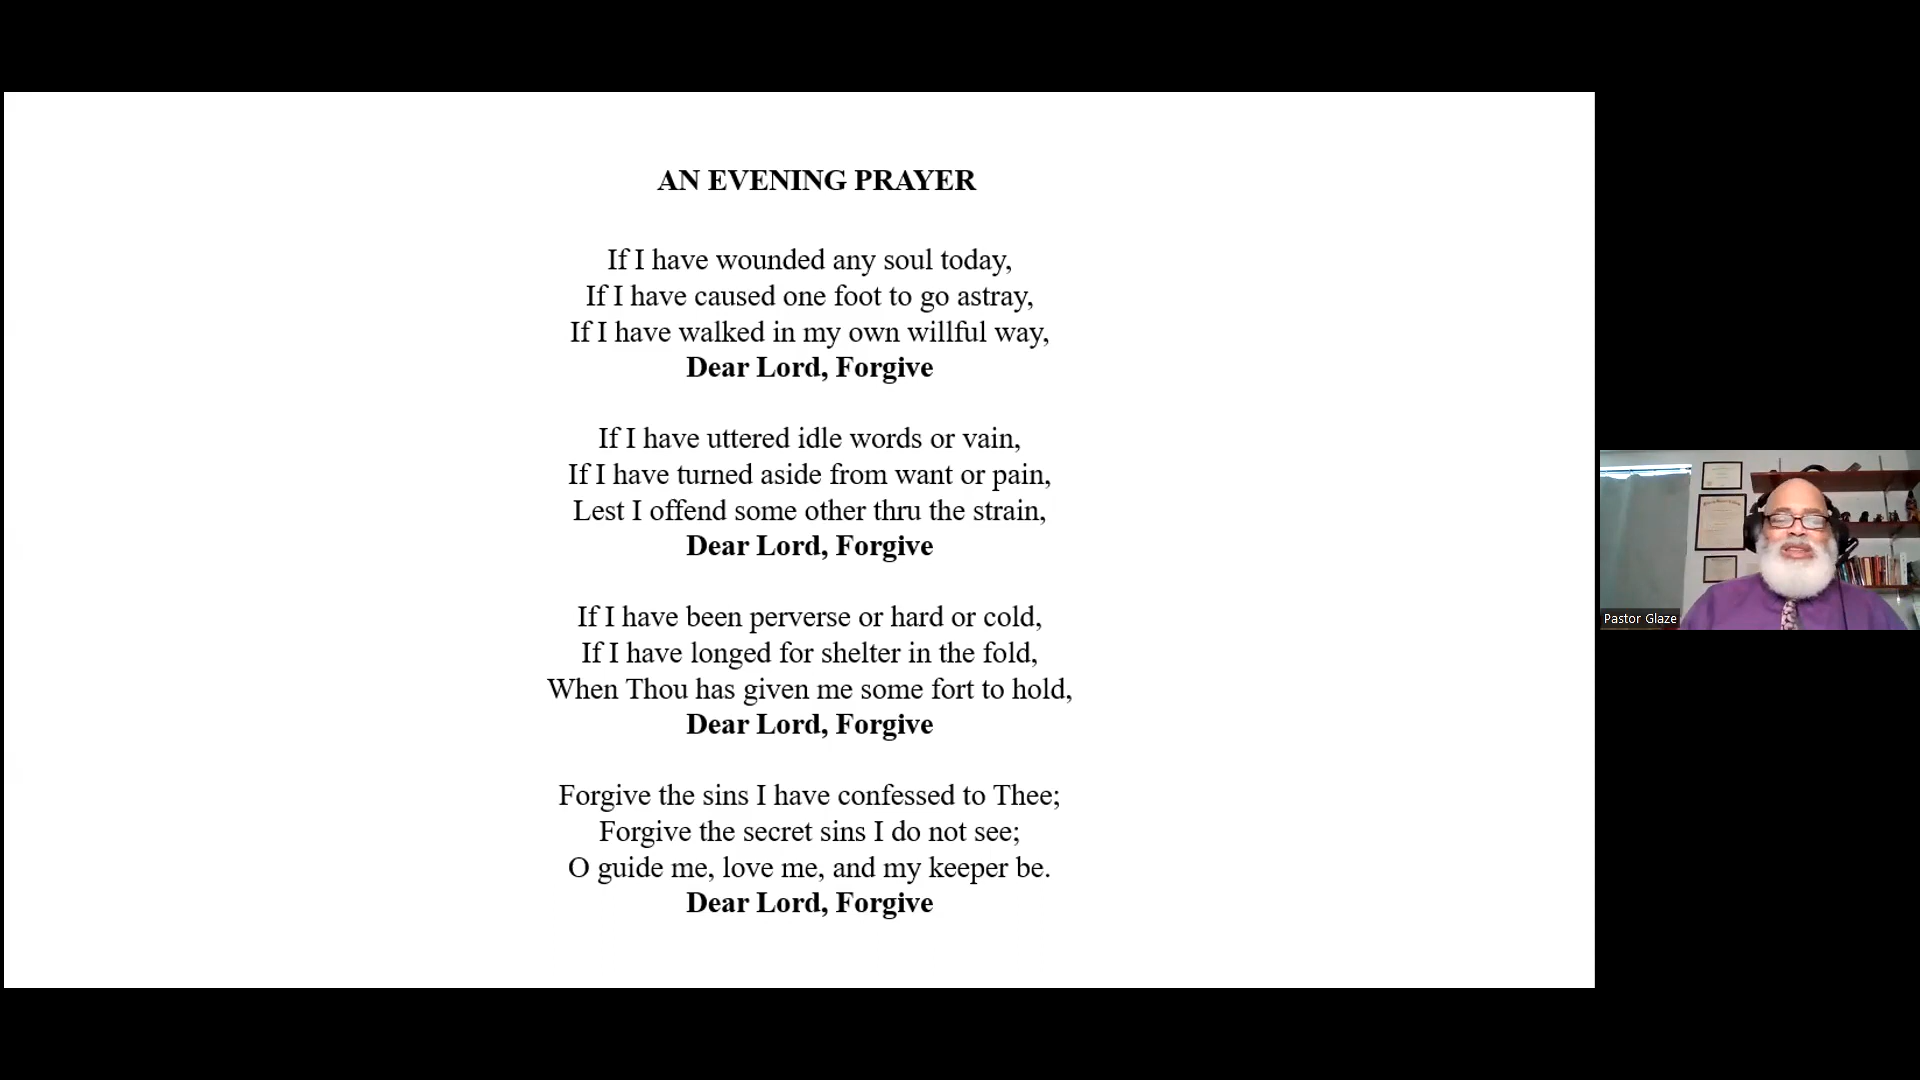 AN EVENING PRAYER
If I have wounded any soul today,
If I have caused one foot to go astray,
If I have walked in my own willful way,
Dear Lord, Forgive
If I have uttered idle words or vain,
If I have turned aside from want or pain,
Lest I offend some other thru the strain,
Dear Lord, Forgive
If I have been perverse or hard or cold,
If I have longed for shelter in the fold,
When Thou has given me some fort to hold,
Dear Lord, Forgive
Forgive the sins I have confessed to Thee;
Forgive the secret sins I do not see;
O guide me, love me, and my keeper be.
Dear Lord, Forgive
Pastor Glaze